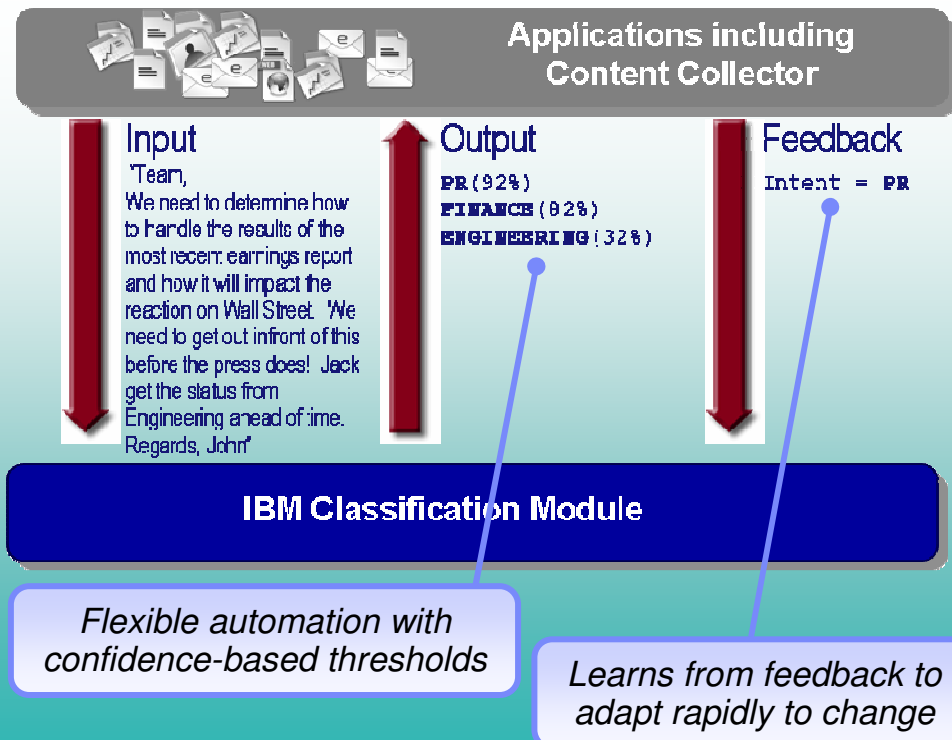 Applications including
Content Collector
Input
"Team,
We need to determine how
to handle the results of the
most recent earnings report
and how it will impact the
reaction on Wall Street. We
need to get out infront of this
before the press does! Jack
get the status from
Engineering ahead of time.
Regards, John"
Output
PR(92%)
FINANCE(82%)
ENGINEERING(32%)
Feedback
Intent = PR
IBM Classification Module
Flexible automation with
confidence-based thresholds
Learns from feedback to
adapt rapidly to change